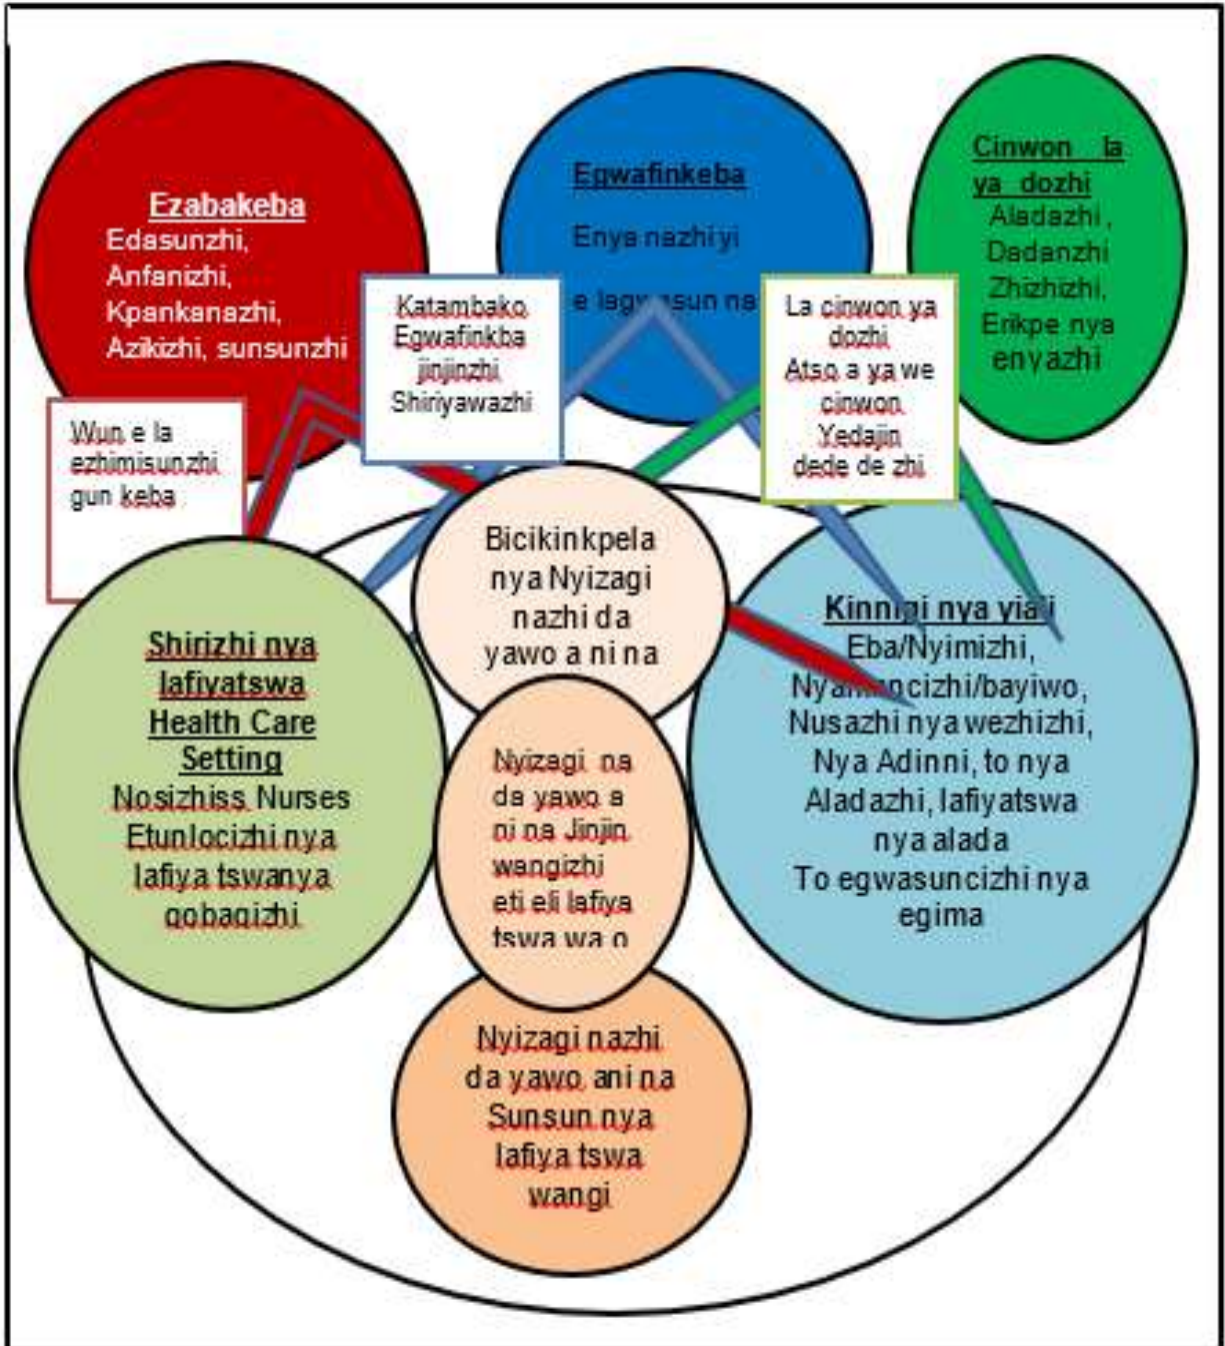 Ezabakeba
Edasunzhi,
Anfanizhi,
Kpankanazhi,
Azikizhi, sunsunzhi
Egwafinkeba
Enya nazhi yi
e lagwasun na
Cinwon la
ya dozhi
Aladazhi,
Dadanzhi
Zhizhizhi,
Erikpe nya
enyazhi
Wun e la
ezhimisunzhi
gun keba
Katambako
Egwafinkba
jinjinzhi
Shiriyawazhi
La cinwon ya
dozhi
Atso a ya we
cinwon
Yedajin
dede de zhi
Bicikinkpela
nya Nyizagi
nazhi da
yawo a ni na
Shirizhi nya
lafiyatswa
Health Care
Setting
Nosizhiss Nurses
Etunlocizhi nya
lafiya tswanya
gobagizhi
Nyizagi na
da yawo a
ni na Jinjin
wangizhi
eti eli lafiya
tswa wa o
Kinnigi nya
Eba/Nyimizhi,
Nusazhi nya wezhizhi,
Nya Adinni, to nya
Aladazhi, lafiyatswa
nya alada
To egwasuncizhi nya
egima
Nyizagi nazhi
da yawo ani na
Sunsun nya
lafiya tswa
wangi